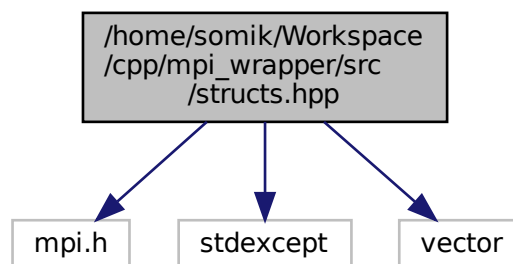 /home/somik/Workspace
/cpp/mpi_wrapper/src
/structs.hpp
mpi.h
stdexcept
vector